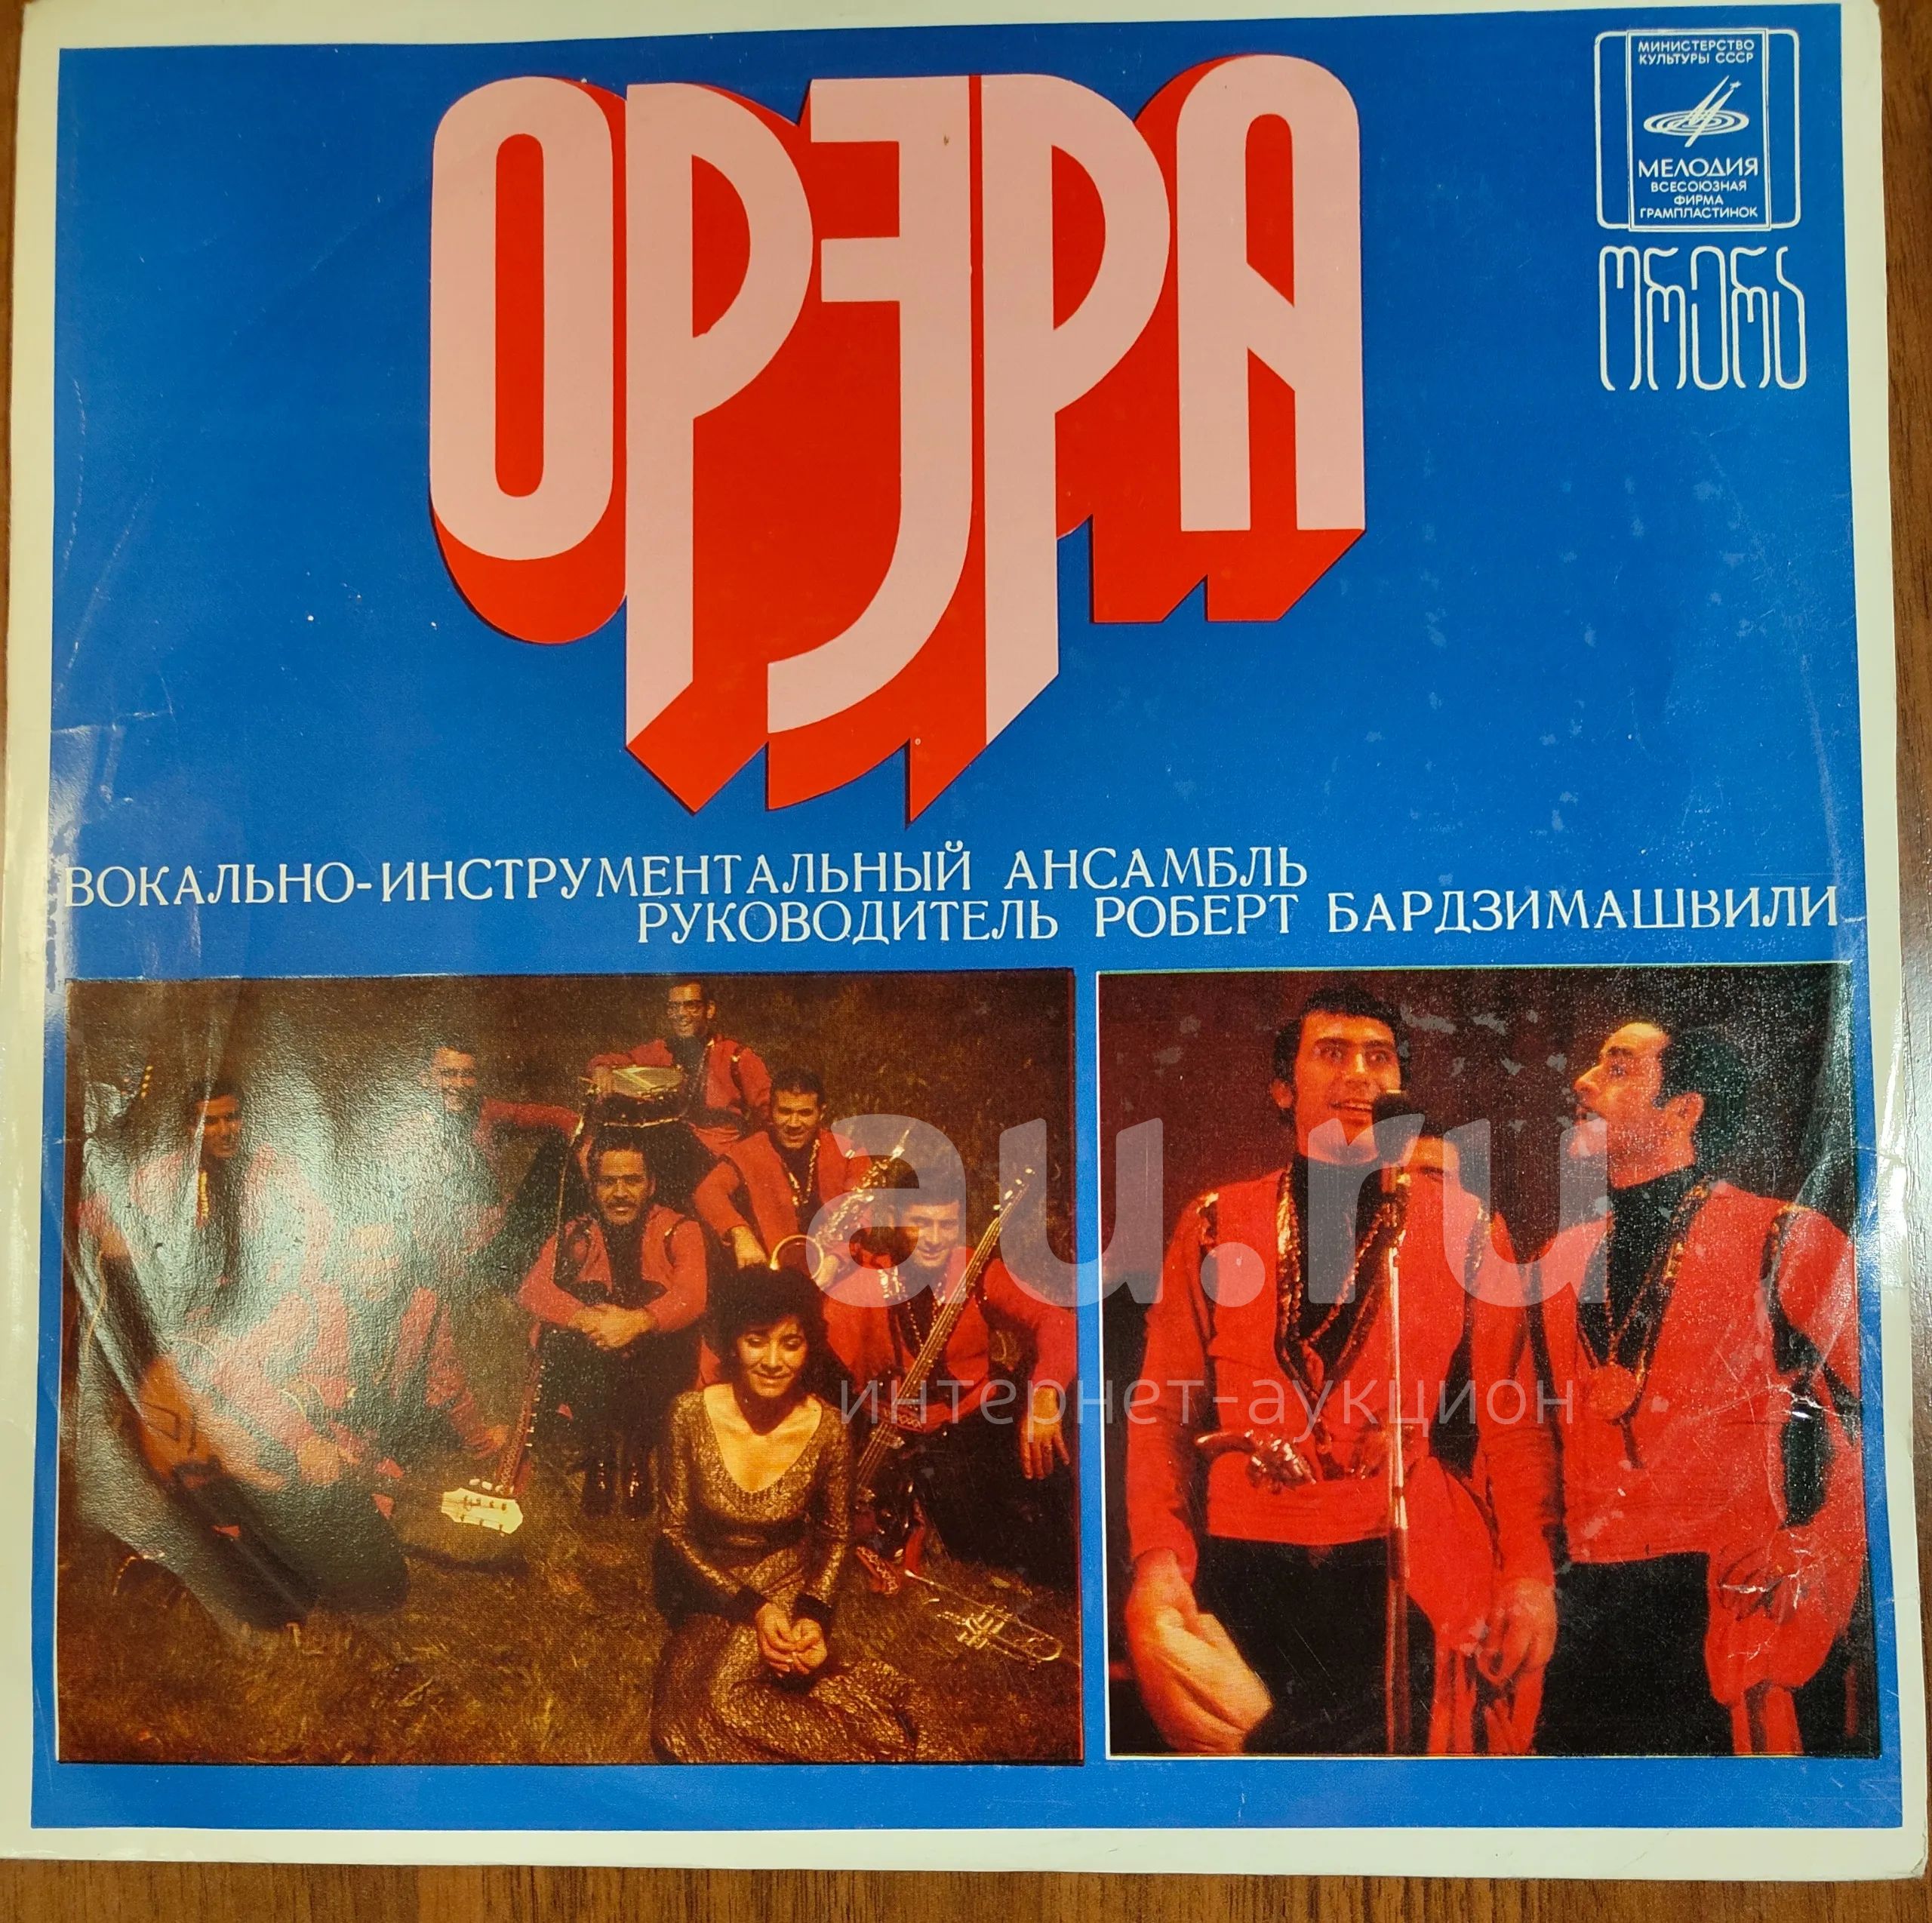 ОРЭРА
МИНИСТЕРСТВО
КУЛЬТУРЫ СССР
МЕЛОДИЯ
ВСЕСОЮЗНАЯ
ФИРМА
ГРАМПЛАСТИНОК
ორერა
ВОКАЛЬНО-ИНСТРУМЕНТАЛЬНЫЙ АНСАМБЛЬ
РУКОВОДИТЕЛЬ РОБЕРТ БАРДЗИМАШВИЛИ
au.ru
интернет-аукцион